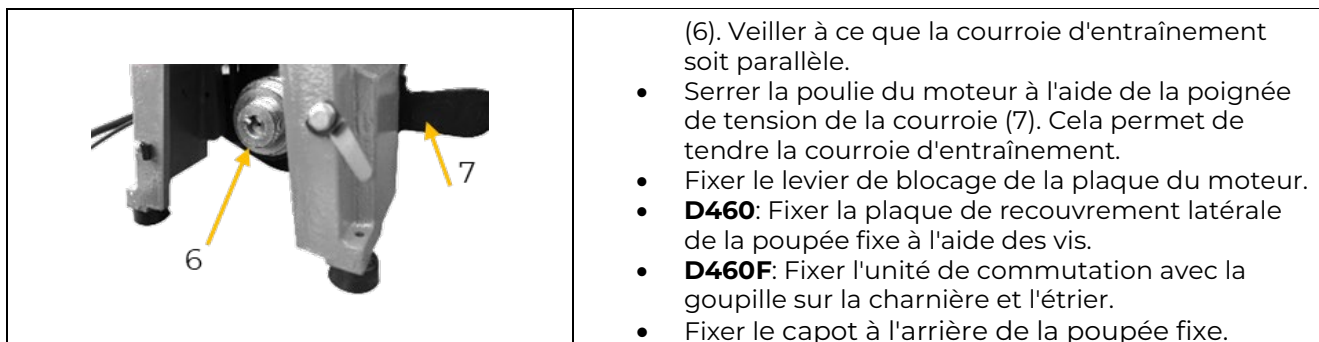 6
7
(6). Veiller à ce que la courroie d'entraînement
soit parallèle.
• Serrer la poulie du moteur à l'aide de la poignée
de tension de la courroie (7). Cela permet de
tendre la courroie d'entraînement.
• Fixer le levier de blocage de la plaque du moteur.
• D460: Fixer la plaque de recouvrement latérale
de la poupée fixe à l'aide des vis.
• D460F: Fixer l'unité de commutation avec la
goupille sur la charnière et l'étrier.
• Fixer le capot à l'arrière de la poupée fixe.